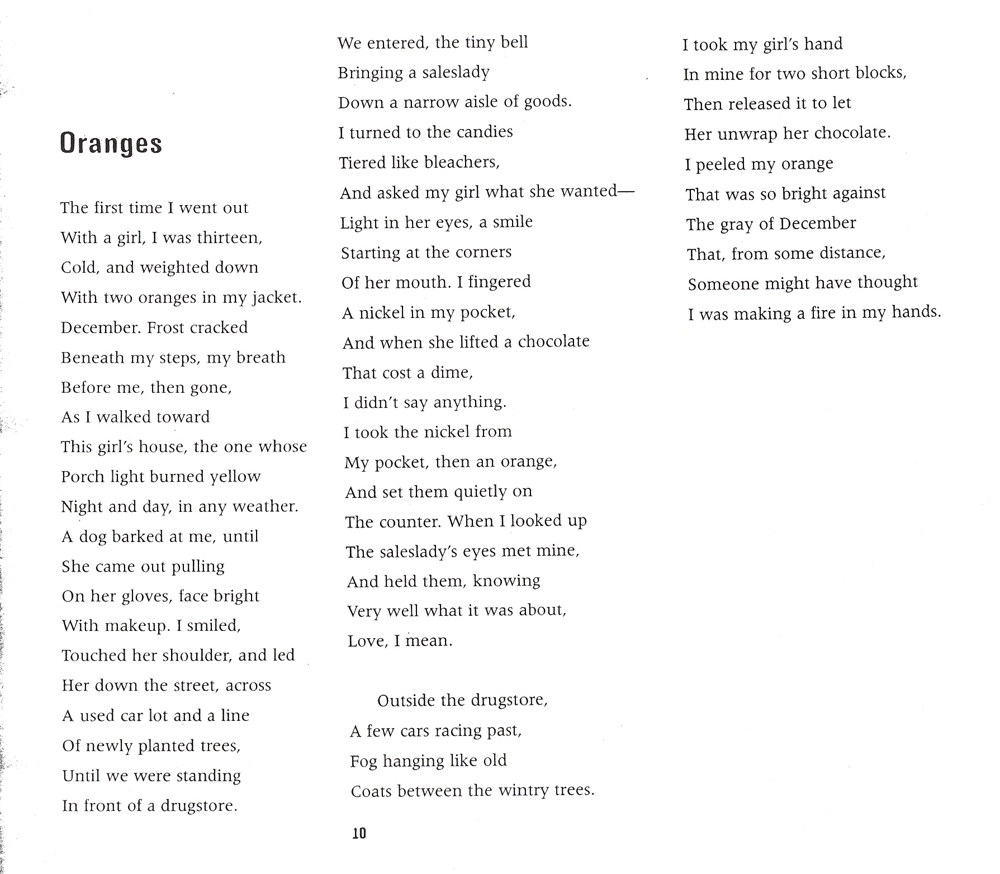 Oranges
The first time I went out
With a girl, I was thirteen,
Cold, and weighted down
With two oranges in my jacket.
December. Frost cracked
Beneath my steps, my breath
Before me, then gone,
As I walked toward
This girl's house, the one whose
Porch light burned yellow
Night and day, in any weather.
A dog barked at me, until
She came out pulling
On her gloves, face bright
With makeup. I smiled,
Touched her shoulder, and led
Her down the street, across
A used car lot and a line
Of newly planted trees,
Until we were standing
In front of a drugstore.
We entered, the tiny bell
Bringing a saleslady
Down a narrow aisle of goods.
I turned to the candies
Tiered like bleachers,
And asked my girl what she wanted—
Light in her eyes, a smile
Starting at the corners
Of her mouth. I fingered
A nickel in my pocket,
And when she lifted a chocolate
That cost a dime,
I didn't say anything.
I took the nickel from
My pocket, then an orange,
And set them quietly on
The counter. When I looked up
The saleslady's eyes met mine,
And held them, knowing
Very well what it was about,
Love, I mean.
Outside the drugstore,
A few cars racing past,
Fog hanging like old
Coats between the wintry trees.
10
I took my girl's hand
In mine for two short blocks,
Then released it to let
Her unwrap her chocolate.
I peeled my orange
That was so bright against
The gray of December
That, from some distance,
Someone might have thought
I was making a fire in my hands.